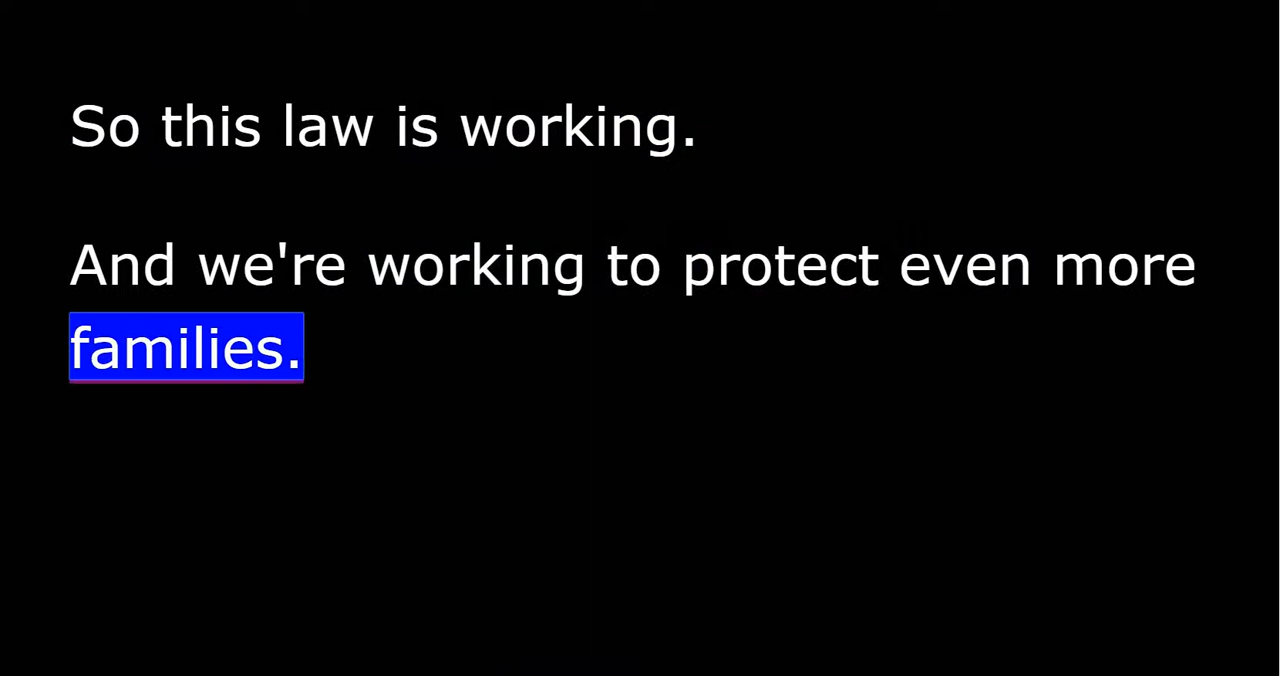 So this law is working.
And we're working to protect even more
families.